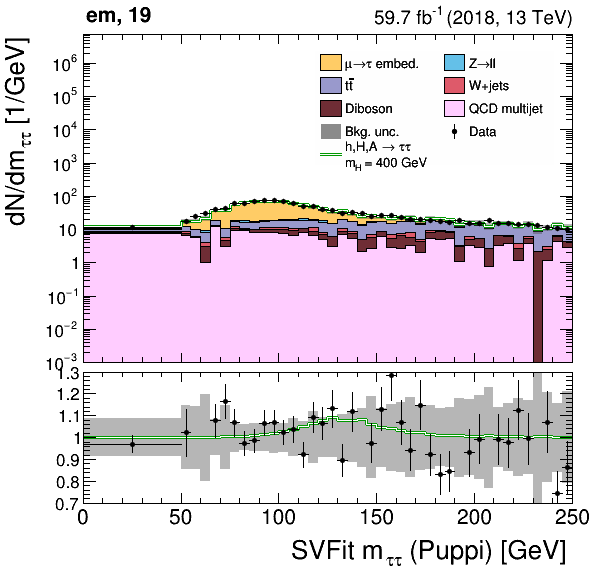 em, 19
59.7 fb⁻¹ (2018, 13 TeV)
dN/dm_ττ [1/GeV]
10⁶
10⁵
10⁴
10³
10²
10
1
10⁻¹
10⁻²
10⁻³
μ→τ embed.
Z→ll
tt̄
W+jets
Diboson
QCD multijet
Bkg. unc.
Data
h,H,A → ττ
m_H = 400 GeV
1.3
1.2
1.1
1
0.9
0.8
0.7
0 50 100 150 200 250
SVFit m_ττ (Puppi) [GeV]